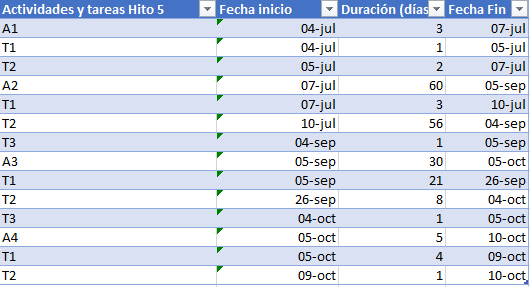 Actividades y tareas Hito 5 Fecha inicio Duración (días Fecha Fin
A1 04-jul 3 07-jul
T1 04-jul 1 05-jul
T2 05-jul 2 07-jul
A2 07-jul 60 05-sep
T1 07-jul 3 10-jul
T2 10-jul 56 04-sep
T3 04-sep 1 05-sep
A3 05-sep 30 05-oct
T1 05-sep 21 26-sep
T2 26-sep 8 04-oct
T3 04-oct 1 05-oct
A4 05-oct 5 10-oct
T1 05-oct 4 09-oct
T2 09-oct 1 10-oct